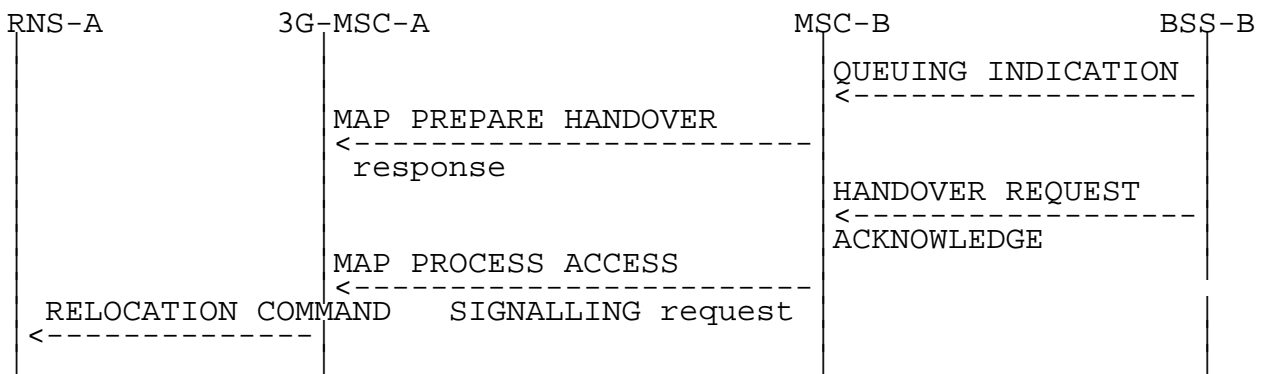 RNS-A 3G-MSC-A MSC-B BSS-B
QUEUING INDICATION
MAP PREPARE HANDOVER
response
HANDOVER REQUEST
ACKNOWLEDGE
MAP PROCESS ACCESS
RELOCATION COMMAND SIGNALLING request